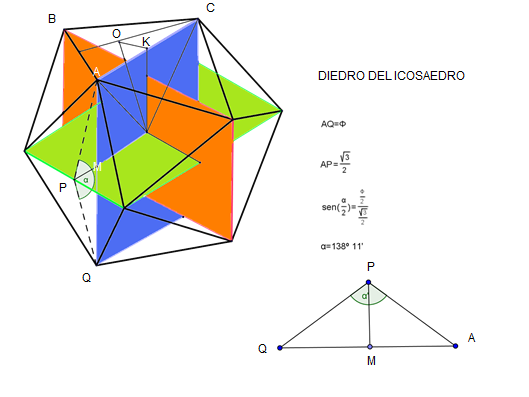 B
C
O
K
A
M
α
P
Q
DIEDRO DEL ICOSAEDRO
AQ=Φ
AP=√3/2
sen(α/2)=(Φ/2)/(√3/2)
α=138º 11'
P
α'
Q
M
A